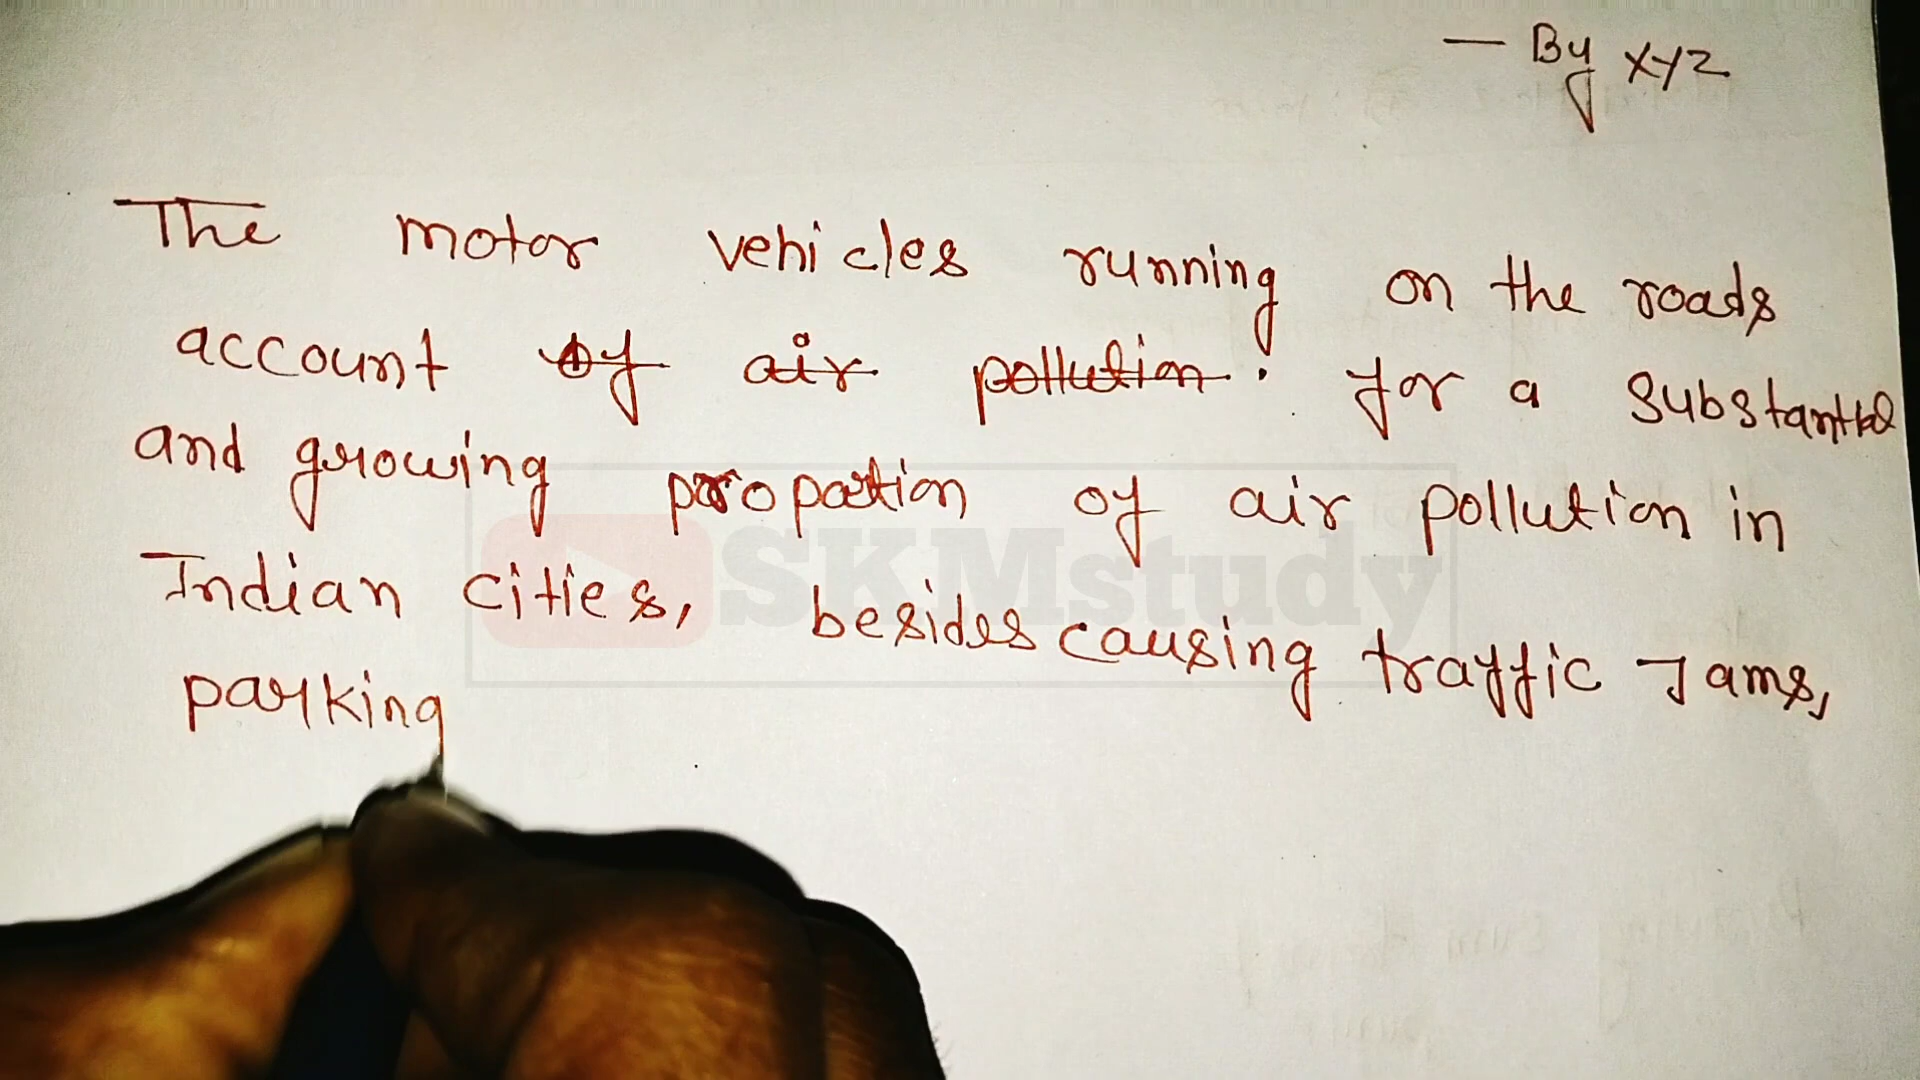 — By XYZ
The motor vehicles running on the roads
account of air pollution. for a substantial
and growing proportion of air pollution in
Indian cities, besides causing traffic Jams,
parking
SKMstudy